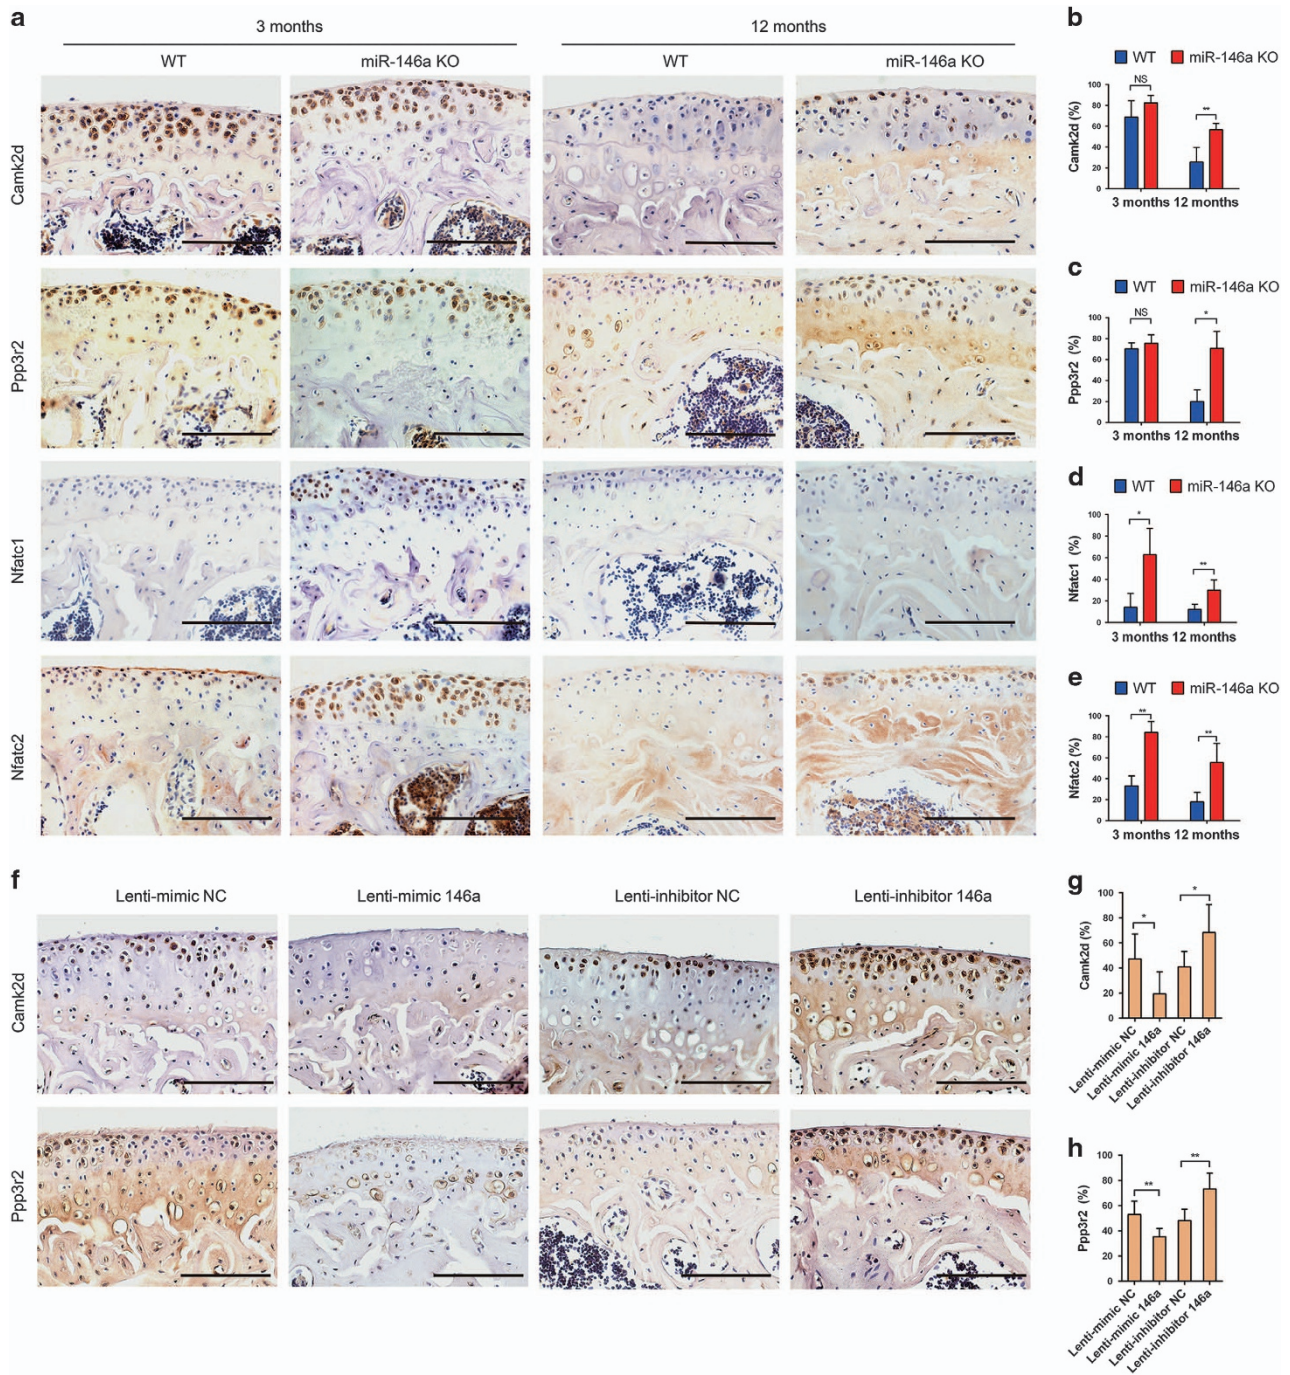 a
3 months
12 months
WT
miR-146a KO
WT
miR-146a KO
Camk2d
Ppp3r2
Nfatc1
Nfatc2
b
WT
miR-146a KO
Camk2d (%)
100
80
60
40
20
0
NS
**
3 months 12 months
c
WT
miR-146a KO
Ppp3r2 (%)
100
80
60
40
20
0
NS
*
3 months 12 months
d
WT
miR-146a KO
Nfatc1 (%)
100
80
60
40
20
0
*
**
3 months 12 months
e
WT
miR-146a KO
Nfatc2 (%)
100
80
60
40
20
0
**
**
3 months 12 months
f
Lenti-mimic NC
Lenti-mimic 146a
Lenti-inhibitor NC
Lenti-inhibitor 146a
Camk2d
Ppp3r2
g
Camk2d (%)
100
80
60
40
20
0
*
*
Lenti-mimic NC
Lenti-mimic 146a
Lenti-inhibitor NC
Lenti-inhibitor 146a
h
Ppp3r2 (%)
100
80
60
40
20
0
**
**
Lenti-mimic NC
Lenti-mimic 146a
Lenti-inhibitor NC
Lenti-inhibitor 146a